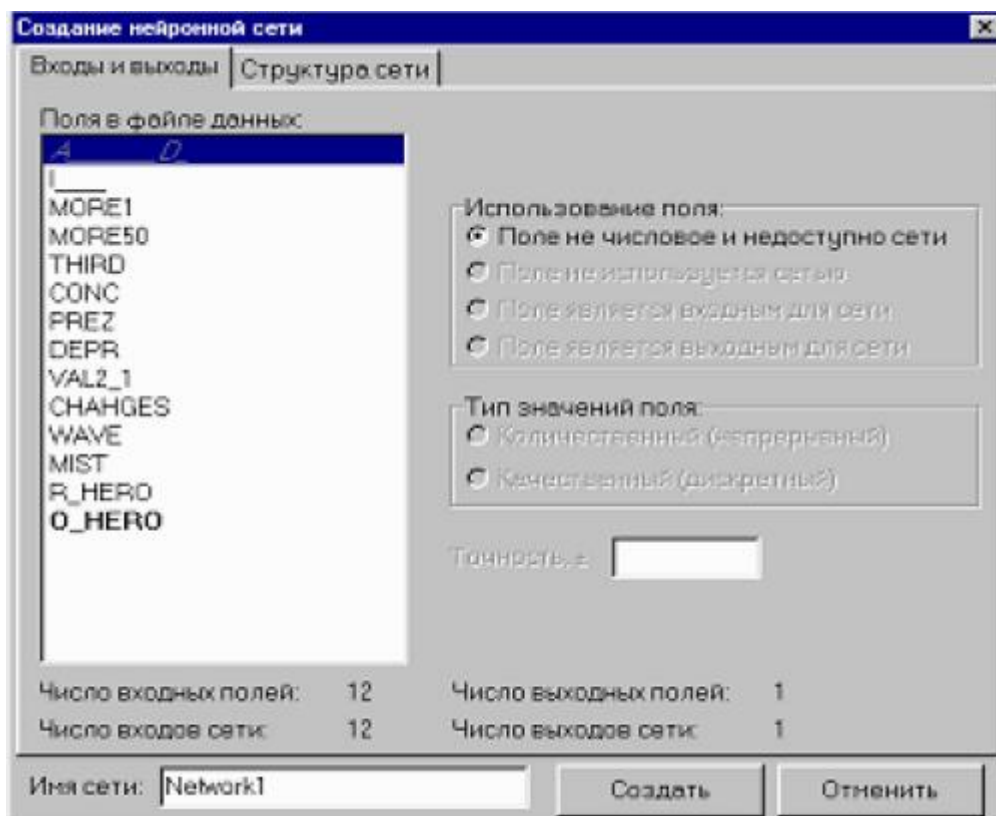 Создание нейронной сети
Входы и выходы
Структура сети
Поля в файле данных:
A______D_
I____
MORE1
MORE50
THIRD
CONC
PREZ
DEPR
VAL2_1
CHAHGES
WAVE
MIST
R_HERO
O_HERO
Использование поля:
Поле не числовое и недоступно сети
Поле не используется сетью
Поле является входным для сети
Поле является выходным для сети
Тип значений поля:
Количественный (непрерывный)
Качественный (дискретный)
Точность, ±
Число входных полей: 12
Число выходных полей: 1
Число входов сети: 12
Число выходов сети: 1
Имя сети: Network1
Создать
Отменить